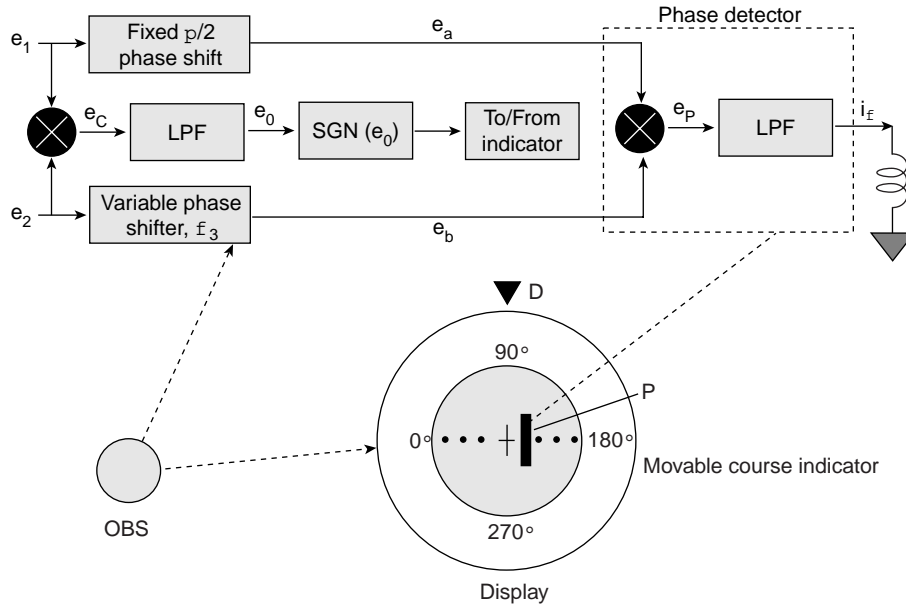 Phase detector
e1
Fixed p/2
phase shift
ea
eC
LPF
e0
SGN (e0)
To/From
indicator
eP
LPF
if
e2
Variable phase
shifter, f3
eb
D
90°
P
0°
180°
Movable course indicator
270°
OBS
Display